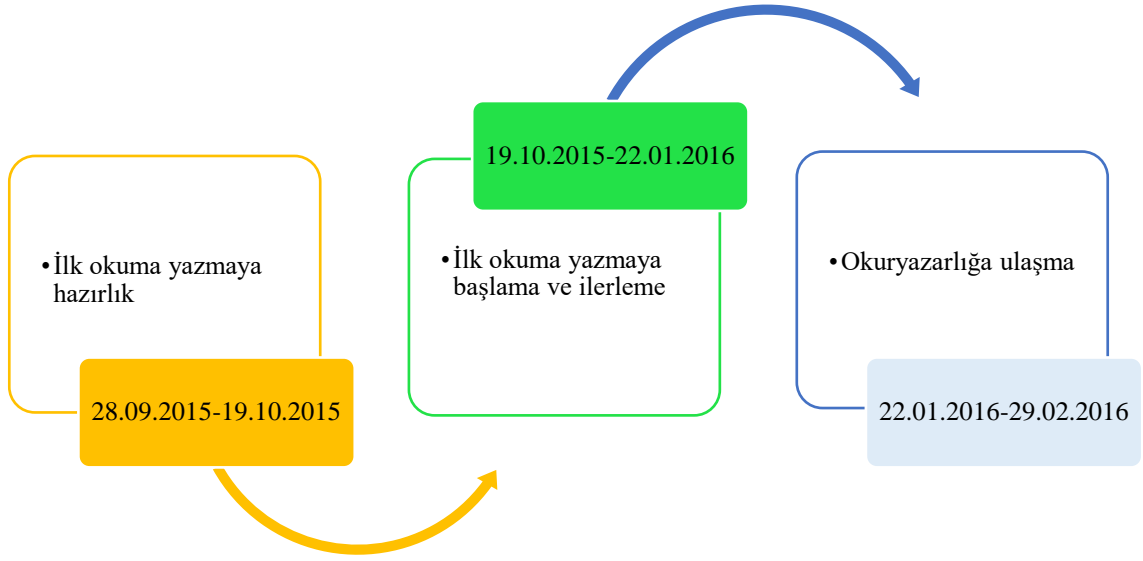 •İlk okuma yazmaya
hazırlık
28.09.2015-19.10.2015
19.10.2015-22.01.2016
•İlk okuma yazmaya
başlama ve ilerleme
•Okuryazarlığa ulaşma
22.01.2016-29.02.2016